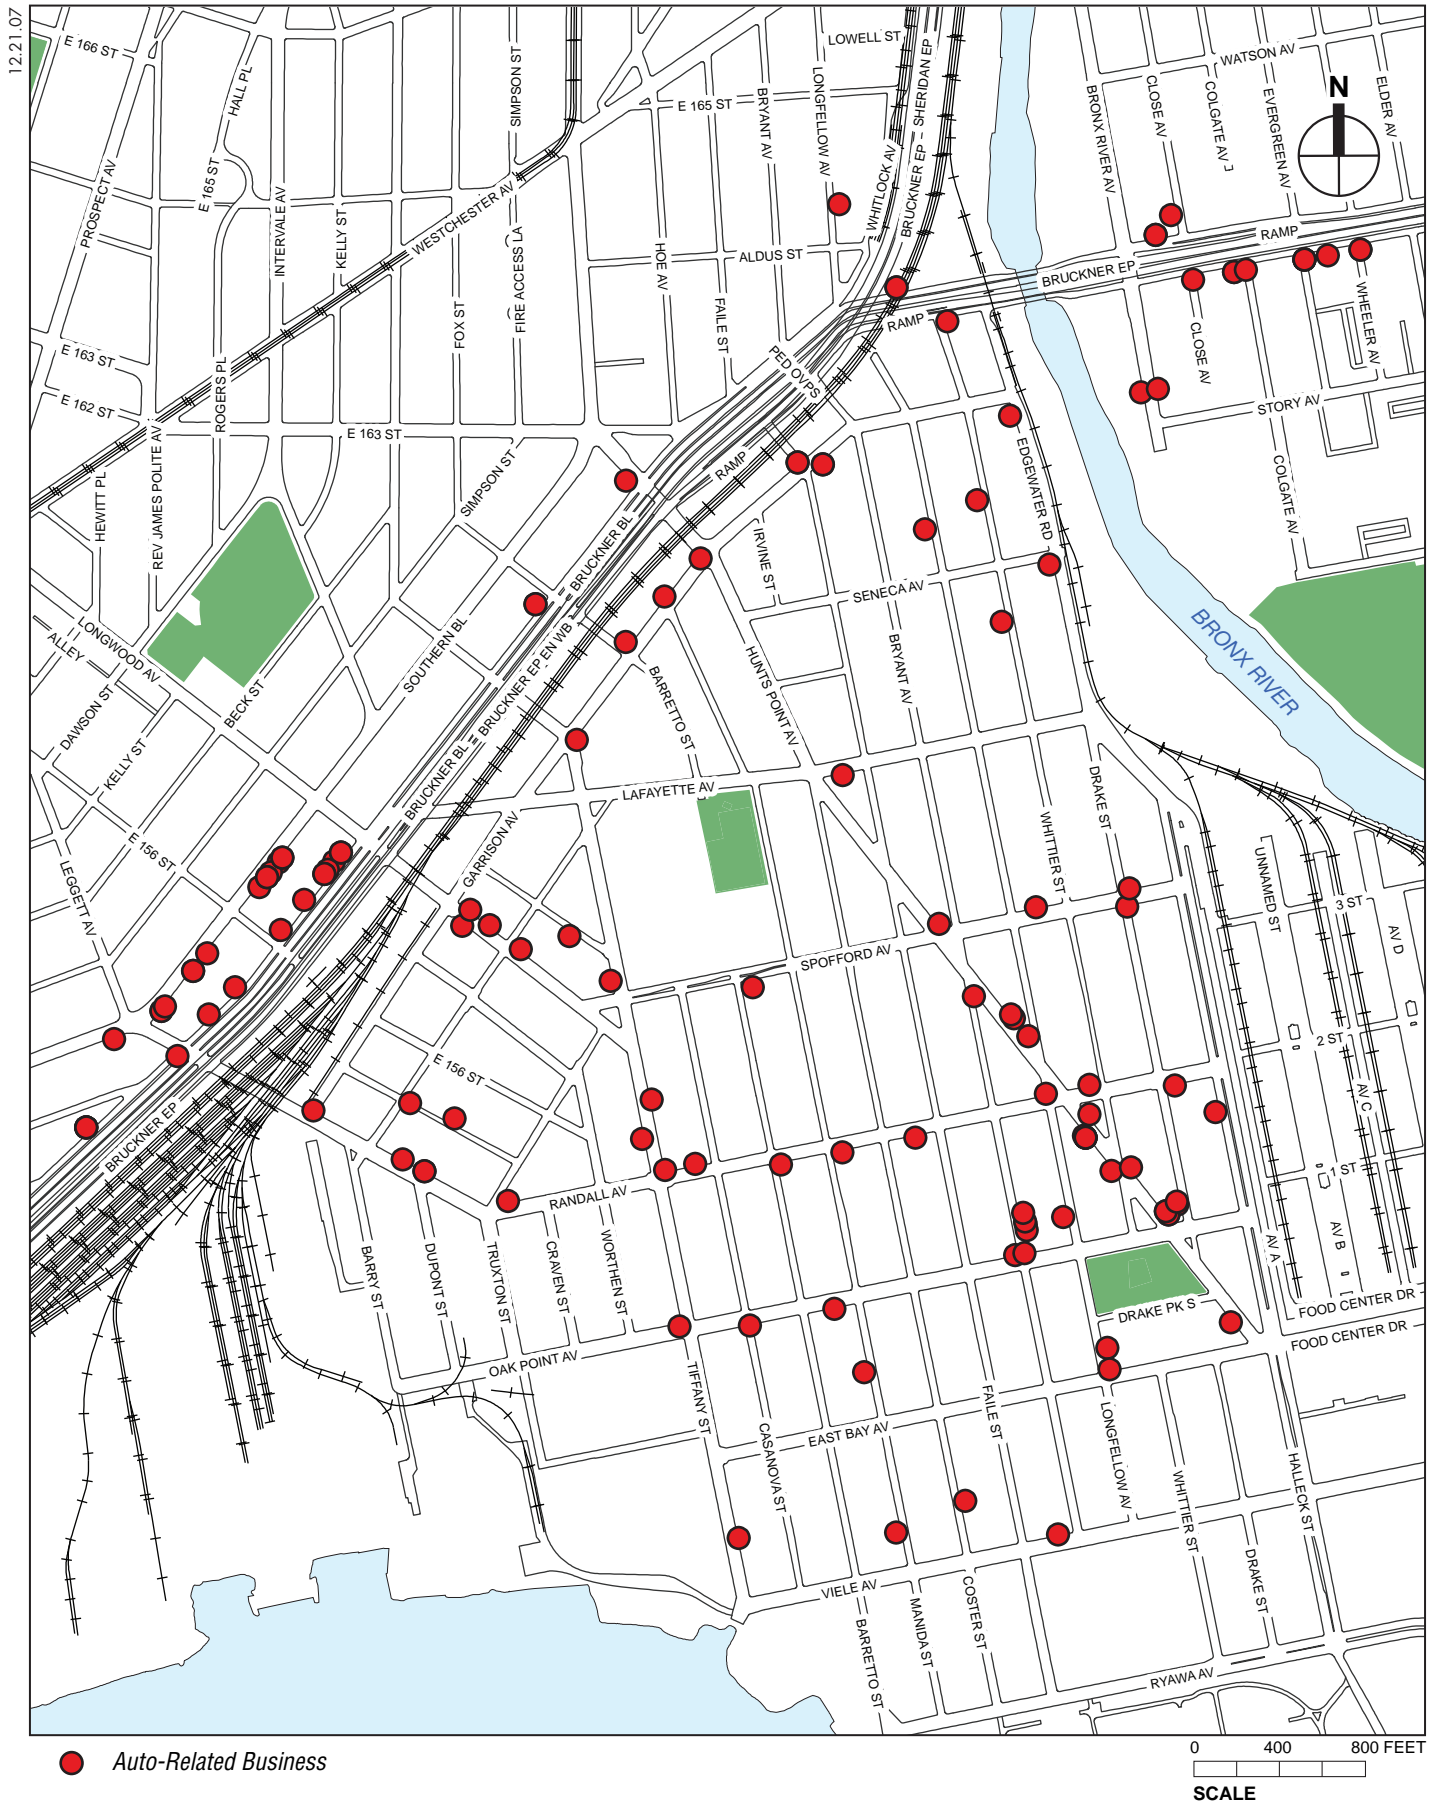 12.21.07
E 166 ST
HALL PL
SIMPSON ST
LOWELL ST
BRUCKNER EP - SHERIDAN EP
WATSON AV
N
E 165 ST
BRYANT AV
LONGFELLOW AV
BRONX RIVER AV
CLOSE AV
COLGATE AV
EVERGREEN AV
ELDER AV
PROSPECT AV
E 165 ST
INTERVALE AV
KELLY ST
WESTCHESTER AV
FIRE ACCESS LA
HOE AV
ALDUS ST
WHITLOCK AV
RAMP
BRUCKNER EP
E 163 ST
FOX ST
FAILE ST
RAMP
PED OVPS
CLOSE AV
WHEELER AV
E 162 ST
ROGERS PL
REV JAMES POLITE AV
E 163 ST
STORY AV
HEWITT PL
SIMPSON ST
RAMP
EDGEWATER RD
COLGATE AV
BRUCKNER BL
IRVINE ST
SENECA AV
LONGWOOD AV
ALLEY
SOUTHERN BL
BRUCKNER EP EN WB
BRYANT AV
BRONX RIVER
DAWSON ST
BECK ST
BARRETTO ST
HUNTS POINT AV
KELLY ST
BRUCKNER BL
LAFAYETTE AV
DRAKE ST
E 156 ST
GARRISON AV
WHITTIER ST
UNNAMED ST
LEGGETT AV
3 ST
AV D
SPOFFORD AV
2 ST
E 156 ST
AV C
BRUCKNER EP
1 ST
RANDALL AV
BARRY ST
DUPONT ST
TRUXTON ST
CRAVEN ST
WORTHEN ST
AV A
AV B
DRAKE PK S
FOOD CENTER DR
FOOD CENTER DR
OAK POINT AV
TIFFANY ST
CASANOVA ST
EAST BAY AV
FAILE ST
LONGFELLOW AV
WHITTIER ST
HALLECK ST
VIELE AV
BARRETTO ST
MANIDA ST
COSTER ST
DRAKE ST
RYAWA AV
Auto-Related Business
0 400 800 FEET
SCALE